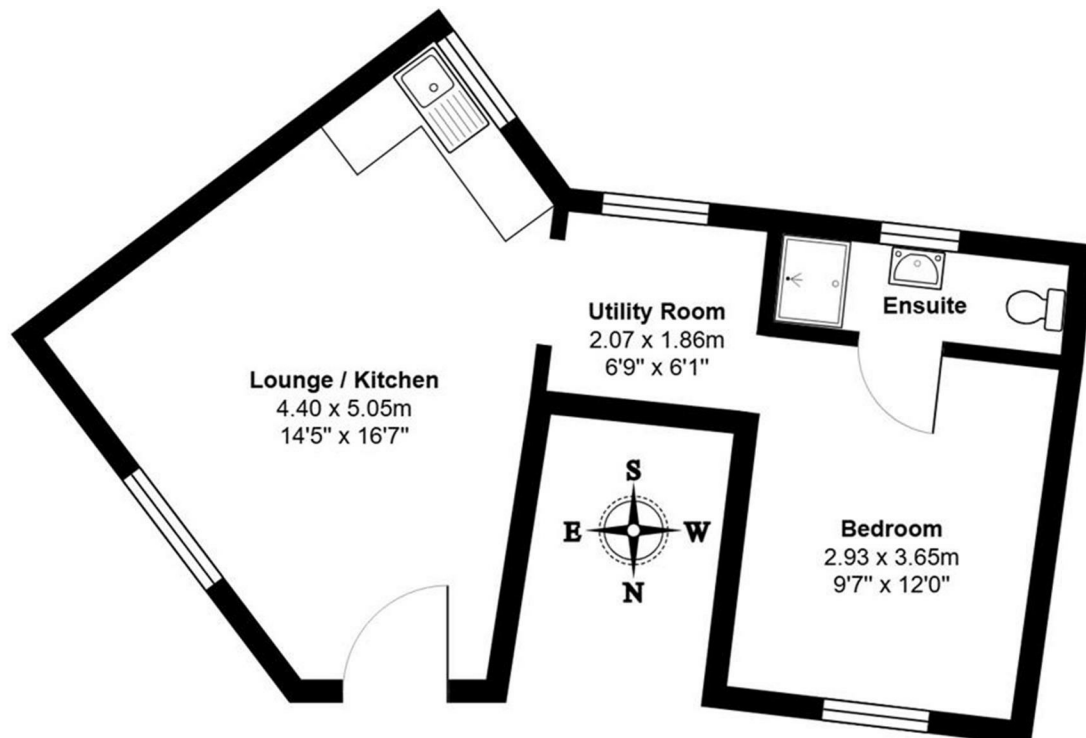 Utility Room
2.07 x 1.86m
6'9" x 6'1"
Ensuite
Lounge / Kitchen
4.40 x 5.05m
14'5" x 16'7"
S
E W
N
Bedroom
2.93 x 3.65m
9'7" x 12'0"